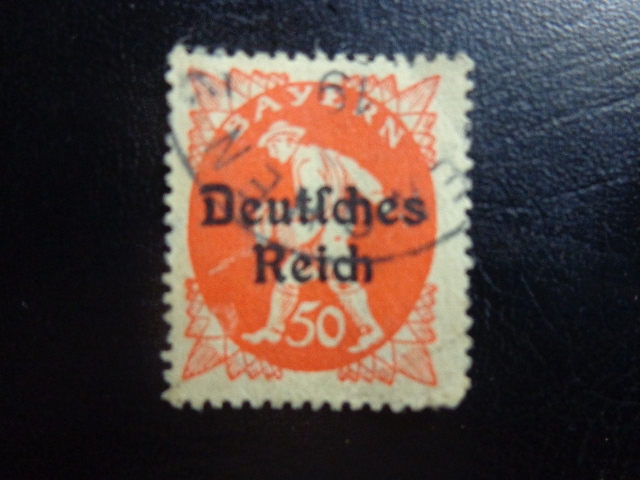 BAYERN
Deutsches
Reich
50